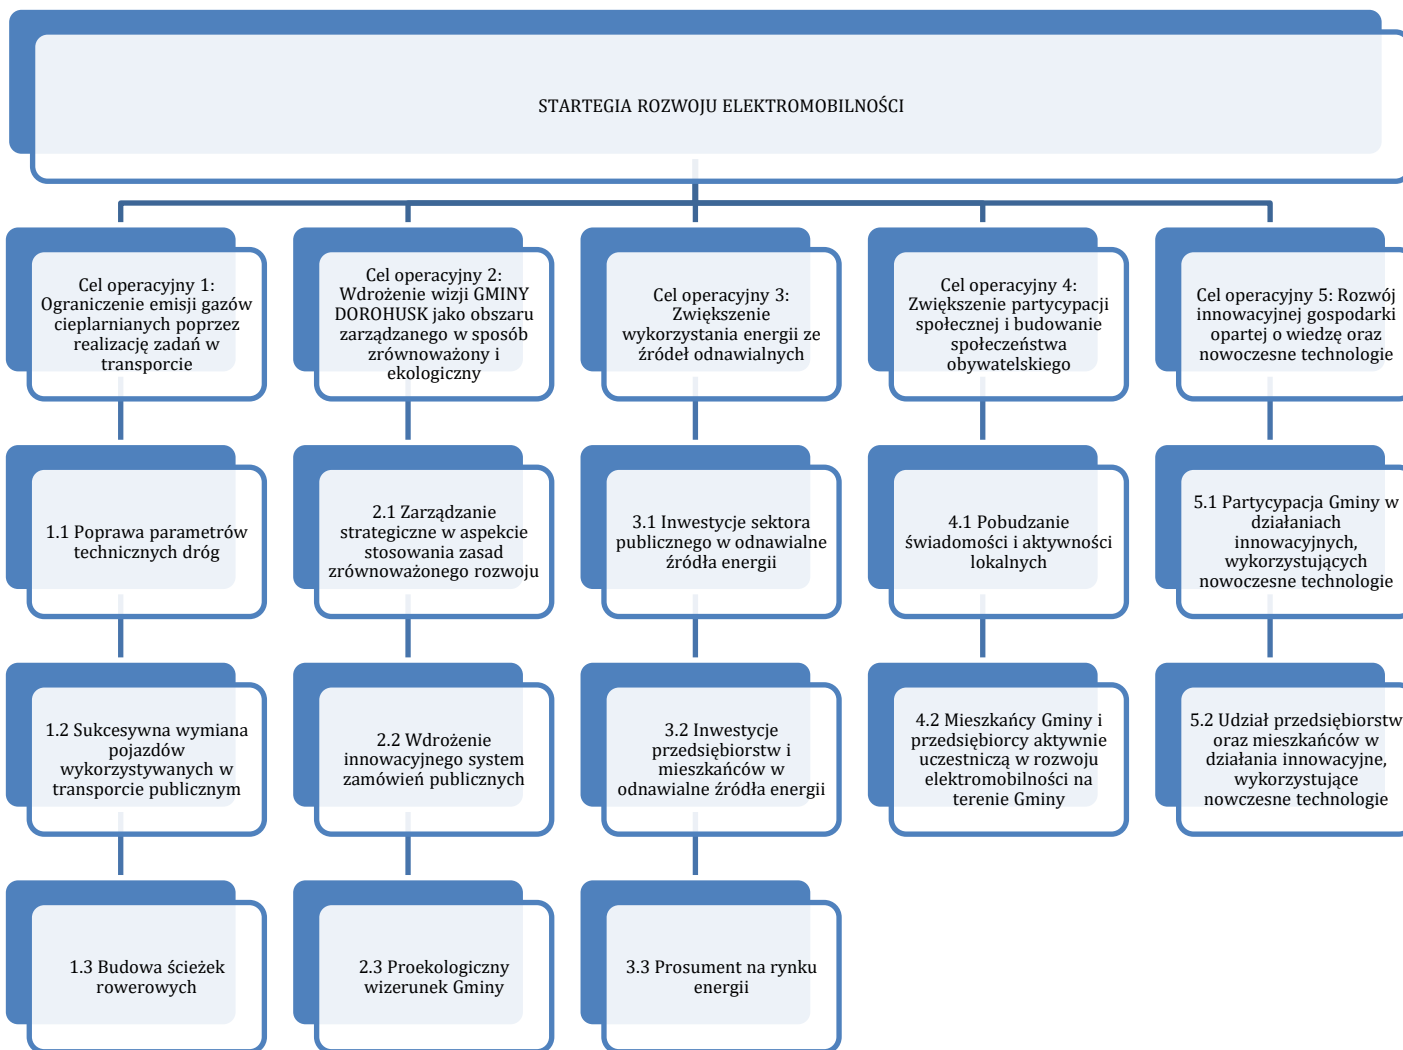 STARTEGIA ROZWOJU ELEKTROMOBILNOŚCI
Cel operacyjny 1:
Ograniczenie emisji gazów
cieplarnianych poprzez
realizację zadań w
transporcie
Cel operacyjny 2:
Wdrożenie wizji GMINY
DOROHUSK jako obszaru
zarządzanego w sposób
zrównoważony i
ekologiczny
Cel operacyjny 3:
Zwiększenie
wykorzystania energii ze
źródeł odnawialnych
Cel operacyjny 4:
Zwiększenie partycypacji
społecznej i budowanie
społeczeństwa
obywatelskiego
Cel operacyjny 5: Rozwój
innowacyjnej gospodarki
opartej o wiedzę oraz
nowoczesne technologie
1.1 Poprawa parametrów
technicznych dróg
2.1 Zarządzanie
strategiczne w aspekcie
stosowania zasad
zrównoważonego rozwoju
3.1 Inwestycje sektora
publicznego w odnawialne
źródła energii
4.1 Pobudzanie
świadomości i aktywności
lokalnych
5.1 Partycypacja Gminy w
działaniach
innowacyjnych,
wykorzystujących
nowoczesne technologie
1.2 Sukcesywna wymiana
pojazdów
wykorzystywanych w
transporcie publicznym
2.2 Wdrożenie
innowacyjnego system
zamówień publicznych
3.2 Inwestycje
przedsiębiorstw i
mieszkańców w
odnawialne źródła energii
4.2 Mieszkańcy Gminy i
przedsiębiorcy aktywnie
uczestniczą w rozwoju
elektromobilności na
terenie Gminy
5.2 Udział przedsiębiorstw
oraz mieszkańców w
działania innowacyjne,
wykorzystujące
nowczesne technologie
1.3 Budowa ścieżek
rowerowych
2.3 Proekologiczny
wizerunek Gminy
3.3 Prosument na rynku
energii